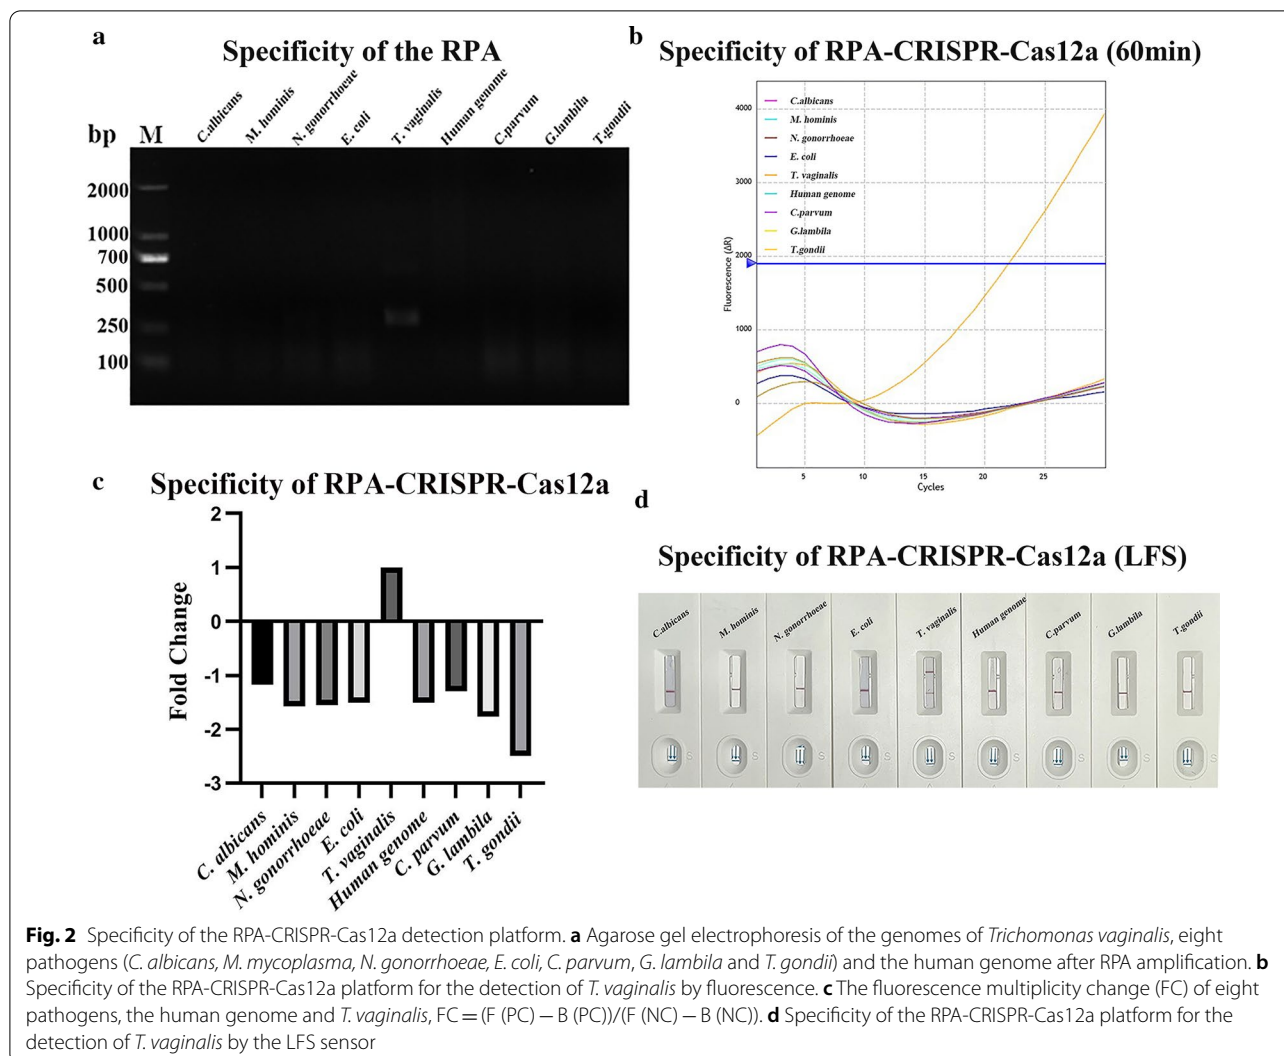 a
Specificity of the RPA
bp M C.albicans M. hominis N. gonorrhoeae E. coli T. vaginalis Human genome C.parvum G.lambila T.gondii
2000
1000
700
500
250
100
b
Specificity of RPA-CRISPR-Cas12a (60min)
C.albicans
M. hominis
N. gonorrhoeae
E. coli
T. vaginalis
Human genome
C.parvum
G.lambila
T.gondii
Fluorescence (ΔR)
4000
3000
2000
1000
0
5 10 15 20 25
Cycles
c
Specificity of RPA-CRISPR-Cas12a
Fold Change
2
1
0
-1
-2
-3
C. albicans M. hominis N. gonorrhoeae E. coli T. vaginalis Human genome C. parvum G. lambila T. gondii
d
Specificity of RPA-CRISPR-Cas12a (LFS)
C.albicans M. hominis N. gonorrhoeae E. coli T. vaginalis Human genome C.parvum G.lambila T.gondii
S S S S S S S S S
Fig. 2 Specificity of the RPA-CRISPR-Cas12a detection platform. a Agarose gel electrophoresis of the genomes of Trichomonas vaginalis, eight
pathogens (C. albicans, M. mycoplasma, N. gonorrhoeae, E. coli, C. parvum, G. lambila and T. gondii) and the human genome after RPA amplification. b
Specificity of the RPA-CRISPR-Cas12a platform for the detection of T. vaginalis by fluorescence. c The fluorescence multiplicity change (FC) of eight
pathogens, the human genome and T. vaginalis, FC = (F (PC) − B (PC))/(F (NC) − B (NC)). d Specificity of the RPA-CRISPR-Cas12a platform for the
detection of T. vaginalis by the LFS sensor